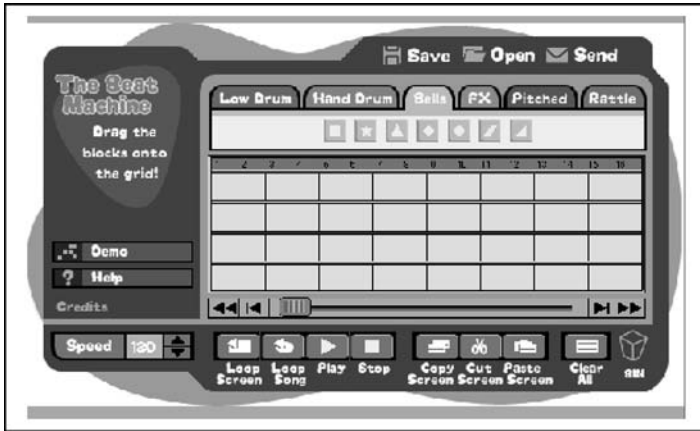 Save Open Send
The Beat
Machine
Drag the
blocks onto
the grid!
Low Drum Hand Drum Bells FX Pitched Rattle
1 2 3 4 5 6 7 8 9 10 11 12 13 14 15 16
Demo
Help
Credits
Speed 120
Loop Screen
Loop Song
Play
Stop
Copy Screen
Cut Screen
Paste Screen
Clear All